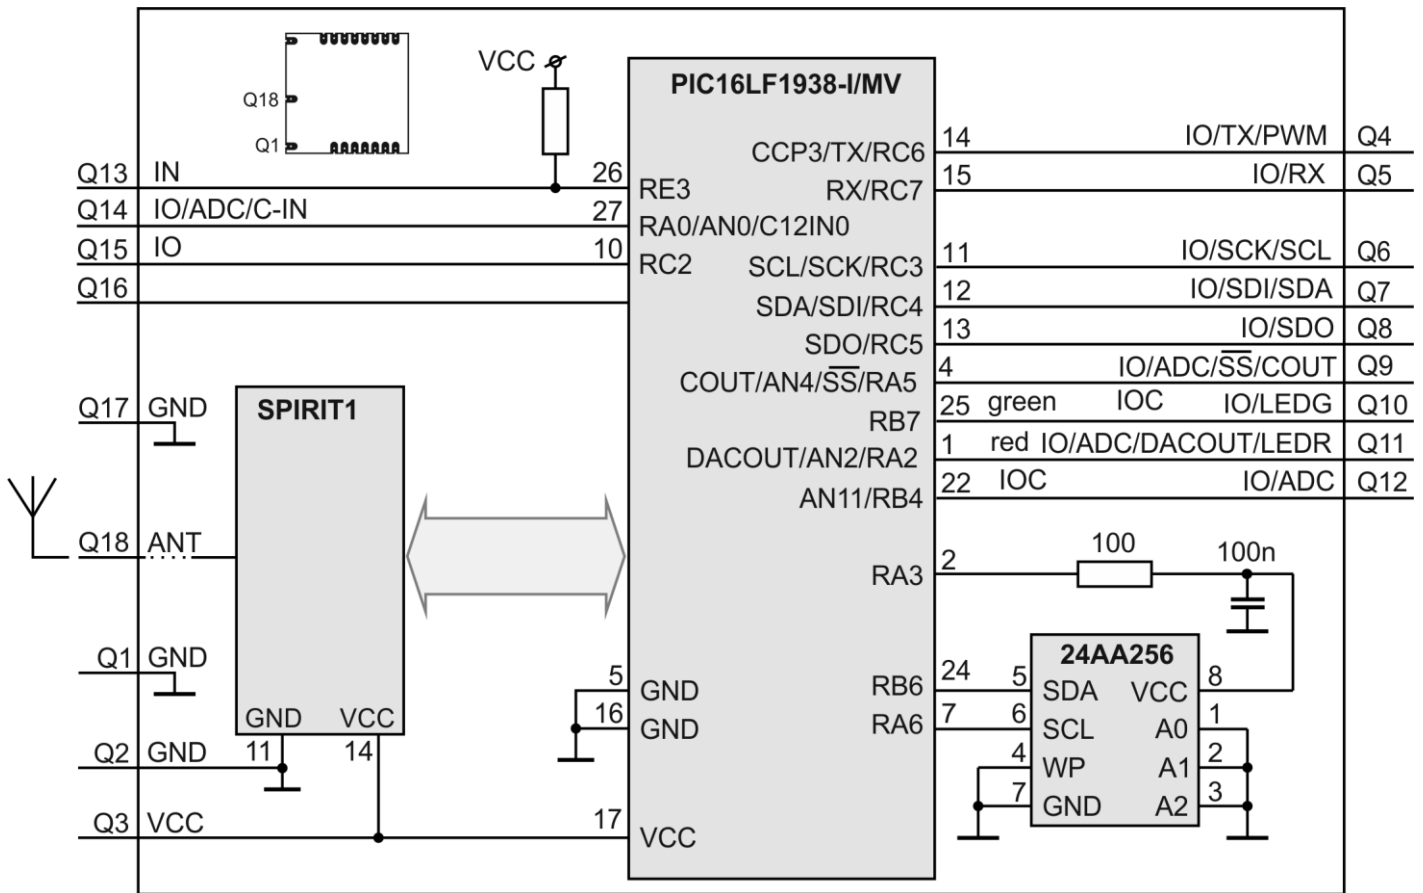 VCC
PIC16LF1938-I/MV
Q18
Q1
Q13 IN 26 RE3
Q14 IO/ADC/C-IN 27 RA0/AN0/C12IN0
Q15 IO 10 RC2
Q16
CCP3/TX/RC6 14 IO/TX/PWM Q4
RX/RC7 15 IO/RX Q5
SCL/SCK/RC3 11 IO/SCK/SCL Q6
SDA/SDI/RC4 12 IO/SDI/SDA Q7
SDO/RC5 13 IO/SDO Q8
COUT/AN4/S̅S̅/RA5 4 IO/ADC/S̅S̅/COUT Q9
RB7 25 green IOC IO/LEDG Q10
DACOUT/AN2/RA2 1 red IO/ADC/DACOUT/LEDR Q11
AN11/RB4 22 IOC IO/ADC Q12
Q17 GND
SPIRIT1
Q18 ANT
Q1 GND
GND VCC
Q2 GND 11 14
Q3 VCC 17 VCC
5 GND
16 GND
RA3 2 100 100n
24AA256
RB6 24 5 SDA VCC 8
RA6 7 6 SCL A0 1
4 WP A1 2
7 GND A2 3